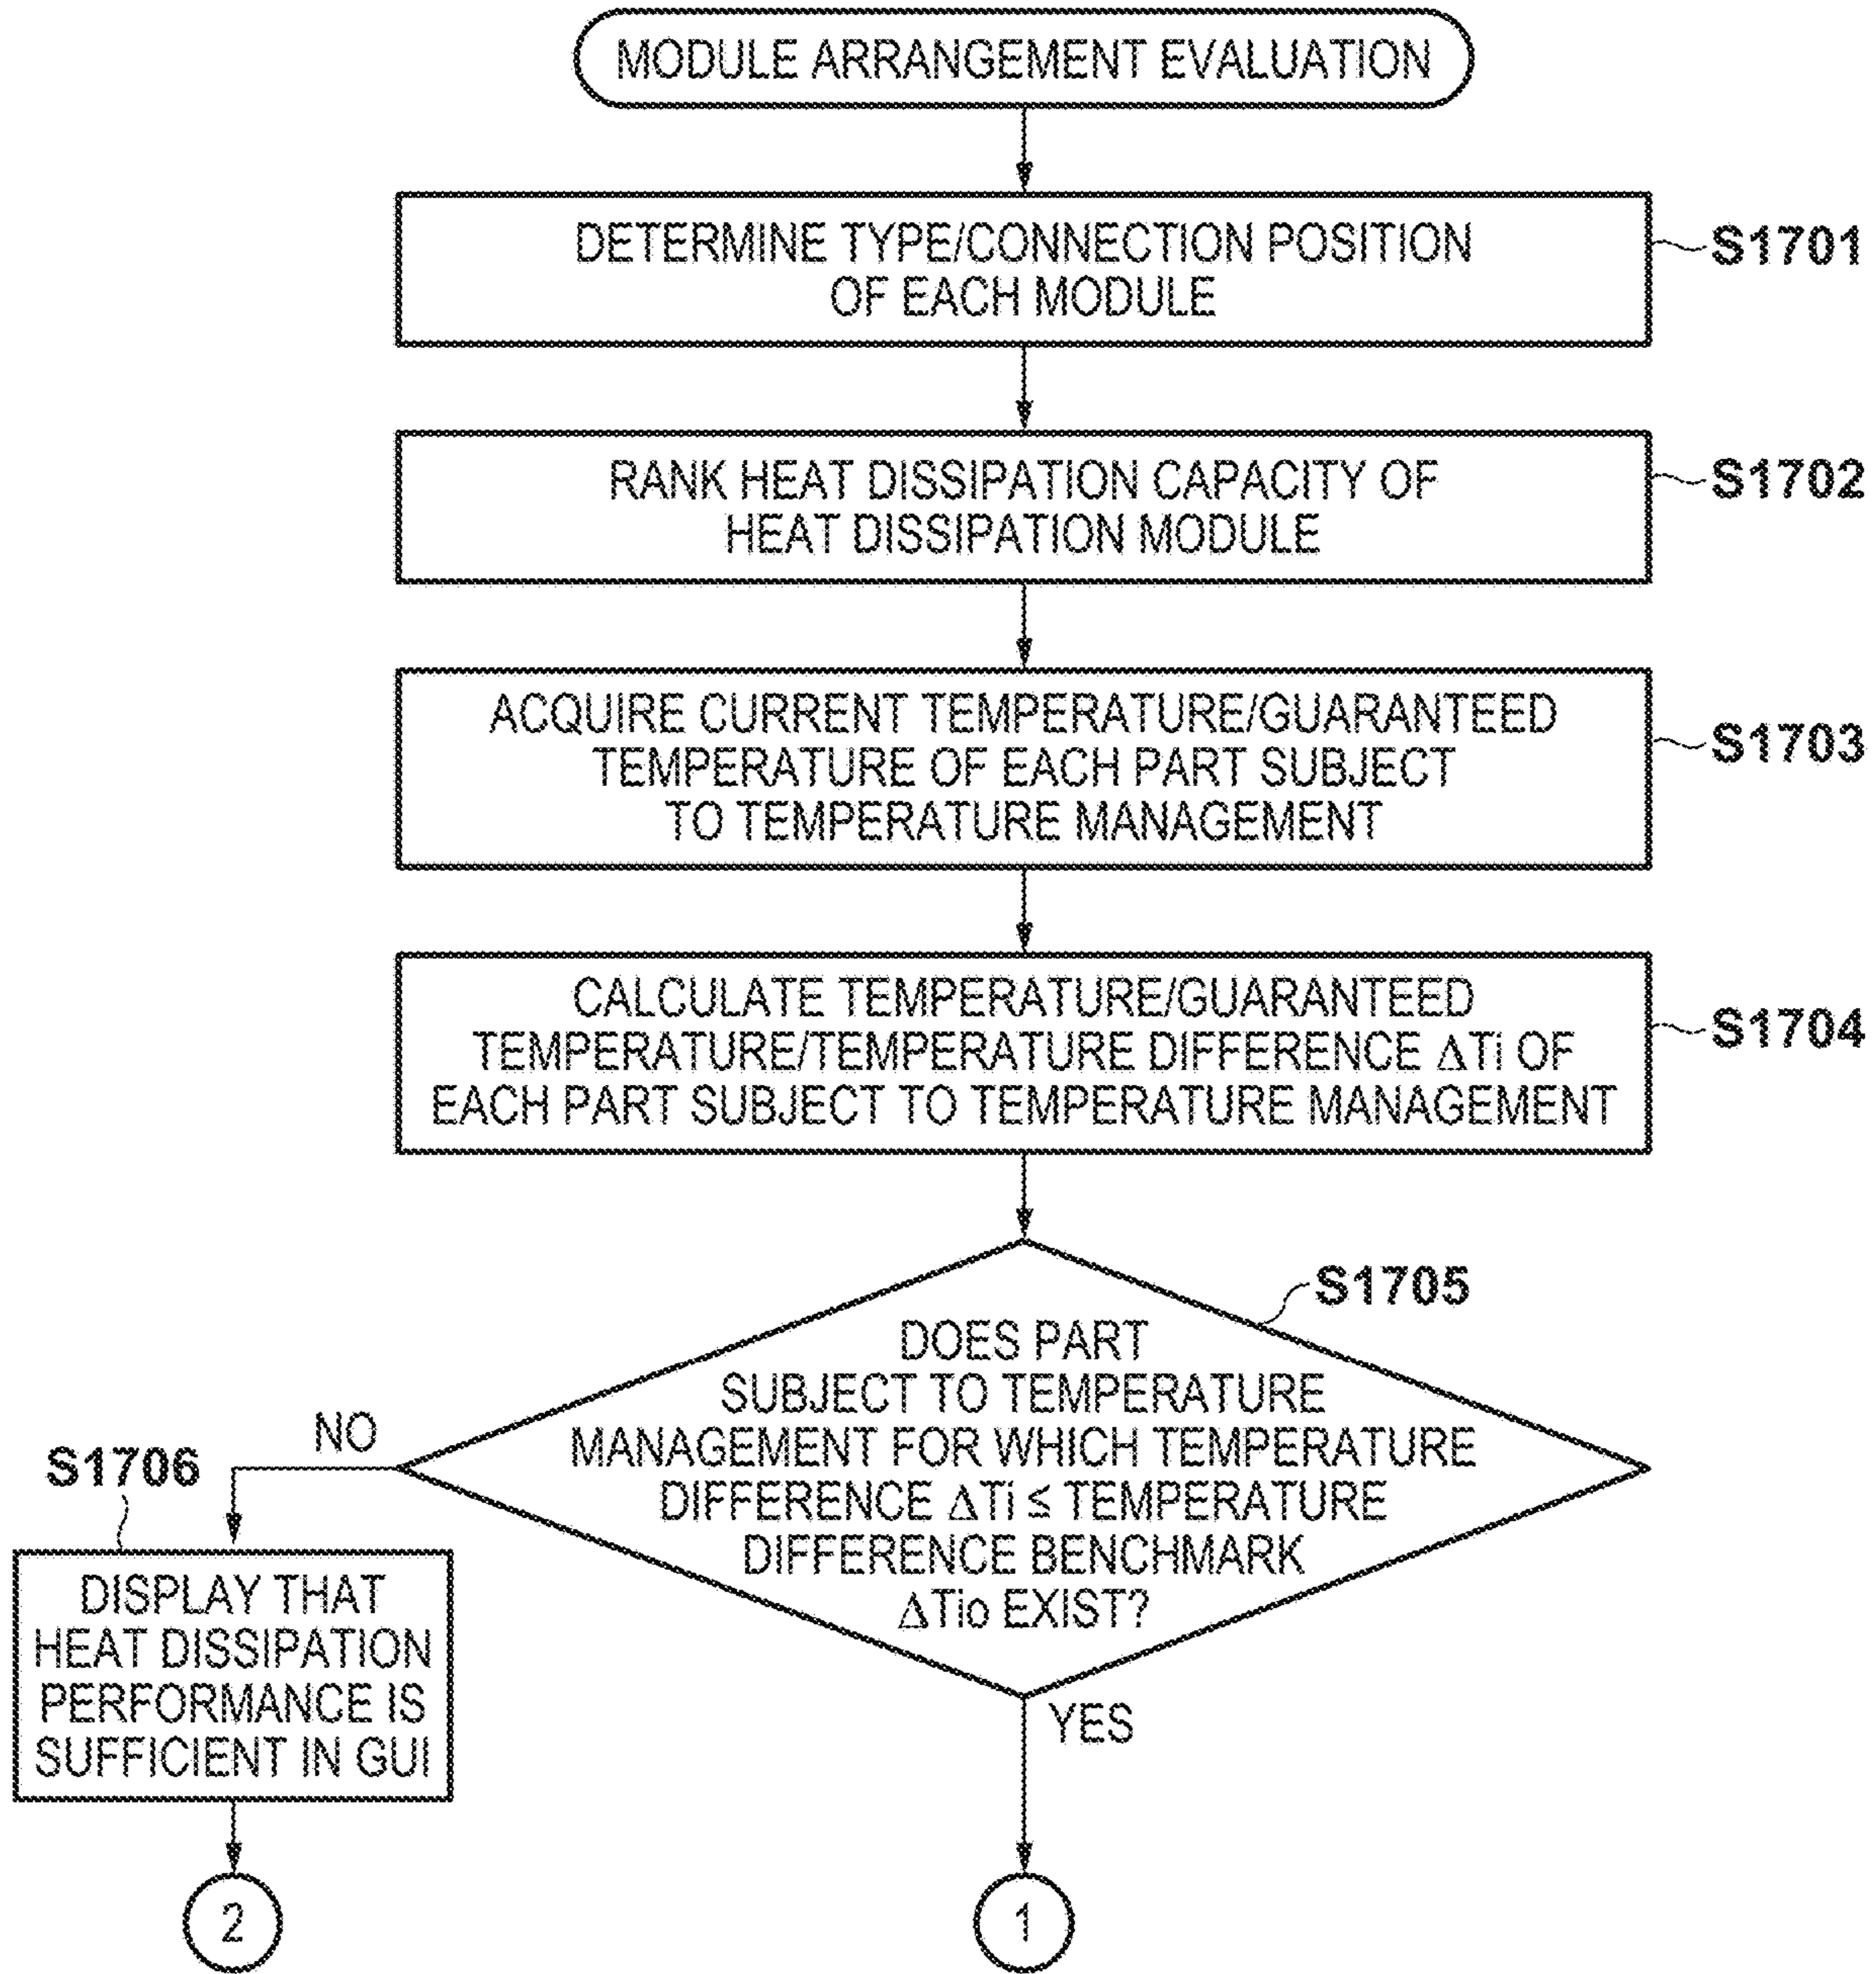 MODULE ARRANGEMENT EVALUATION
DETERMINE TYPE/CONNECTION POSITION
OF EACH MODULE
S1701
RANK HEAT DISSIPATION CAPACITY OF
HEAT DISSIPATION MODULE
S1702
ACQUIRE CURRENT TEMPERATURE/GUARANTEED
TEMPERATURE OF EACH PART SUBJECT
TO TEMPERATURE MANAGEMENT
S1703
CALCULATE TEMPERATURE/GUARANTEED
TEMPERATURE/TEMPERATURE DIFFERENCE ΔTi OF
EACH PART SUBJECT TO TEMPERATURE MANAGEMENT
S1704
S1705
DOES PART
SUBJECT TO TEMPERATURE
MANAGEMENT FOR WHICH TEMPERATURE
DIFFERENCE ΔTi ≤ TEMPERATURE
DIFFERENCE BENCHMARK
ΔTio EXIST?
NO
YES
S1706
DISPLAY THAT
HEAT DISSIPATION
PERFORMANCE IS
SUFFICIENT IN GUI
2
1